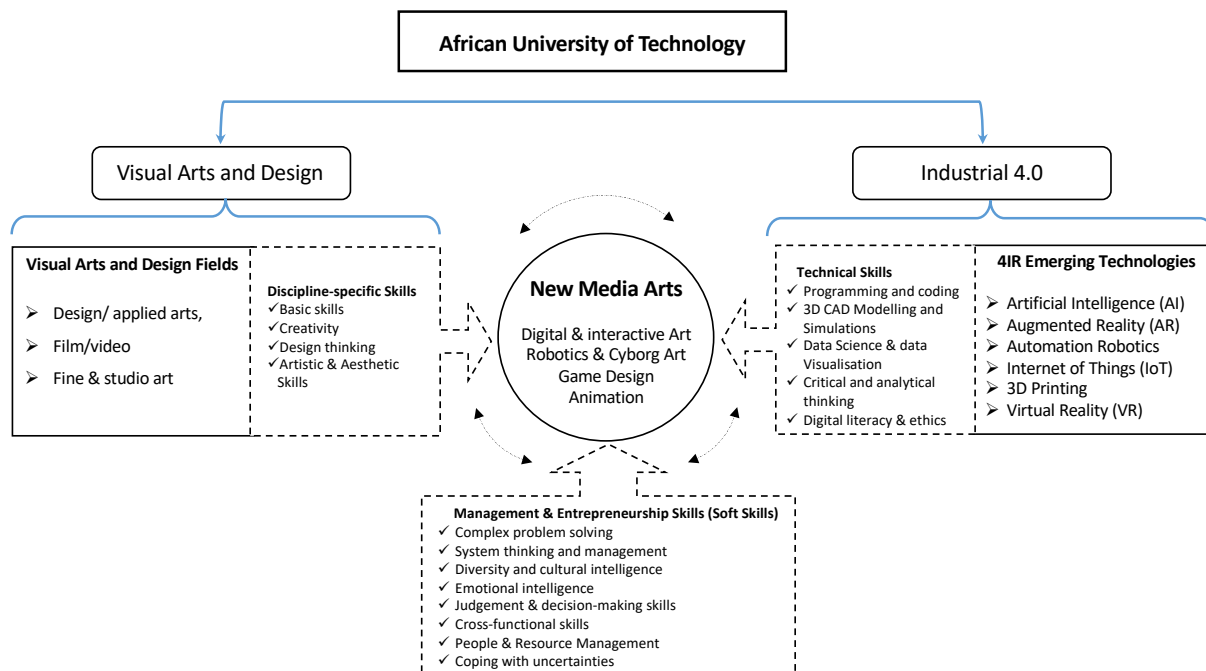 African University of Technology
Visual Arts and Design
Industrial 4.0
Visual Arts and Design Fields
➢ Design/ applied arts,
➢ Film/video
➢ Fine & studio art
Discipline-specific Skills
✓Basic skills
✓Creativity
✓Design thinking
✓Artistic & Aesthetic
Skills
New Media Arts
Digital & interactive Art
Robotics & Cyborg Art
Game Design
Animation
Technical Skills
✓ Programming and coding
✓ 3D CAD Modelling and
Simulations
✓ Data Science & data
Visualisation
✓ Critical and analytical
thinking
✓ Digital literacy & ethics
4IR Emerging Technologies
➢ Artificial Intelligence (AI)
➢ Augmented Reality (AR)
➢ Automation Robotics
➢ Internet of Things (IoT)
➢ 3D Printing
➢ Virtual Reality (VR)
Management & Entrepreneurship Skills (Soft Skills)
✓ Complex problem solving
✓ System thinking and management
✓ Diversity and cultural intelligence
✓ Emotional intelligence
✓ Judgement & decision-making skills
✓ Cross-functional skills
✓ People & Resource Management
✓ Coping with uncertainties